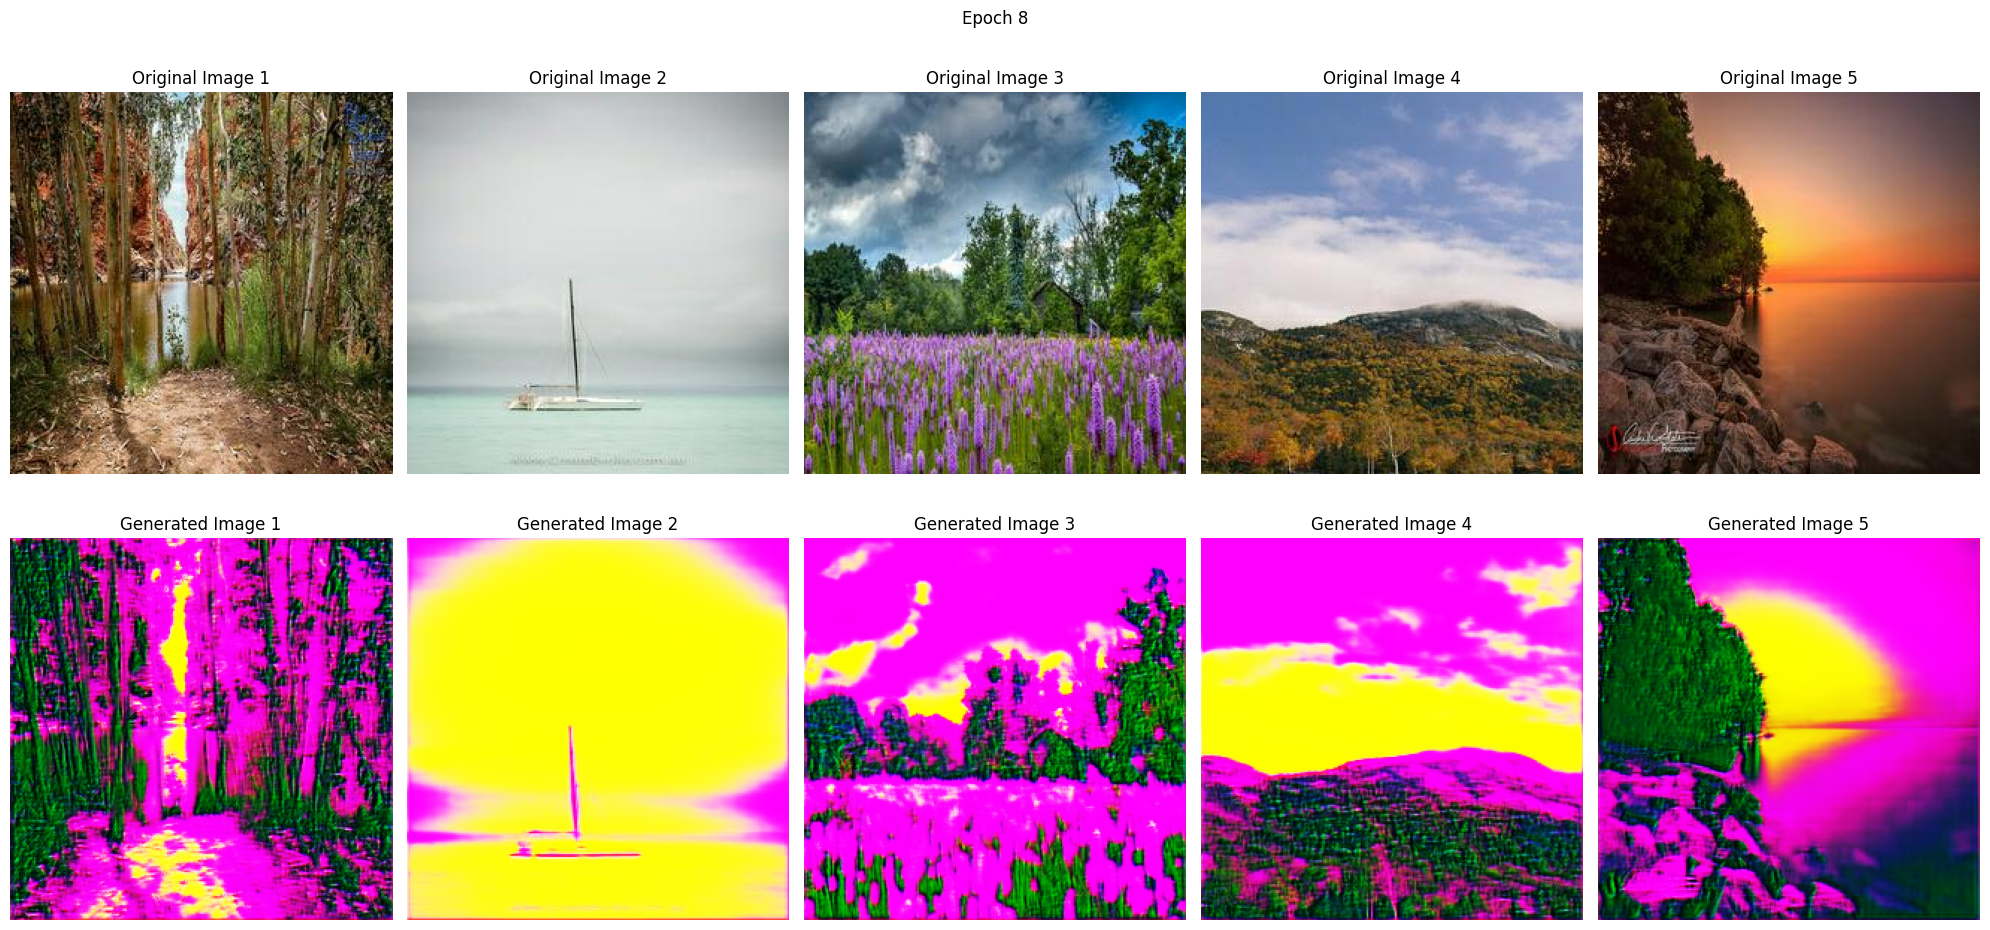 Epoch 8
Original Image 1
Original Image 2
Original Image 3
Original Image 4
Original Image 5
PHOTOGRAPHY
Generated Image 1
Generated Image 2
Generated Image 3
Generated Image 4
Generated Image 5